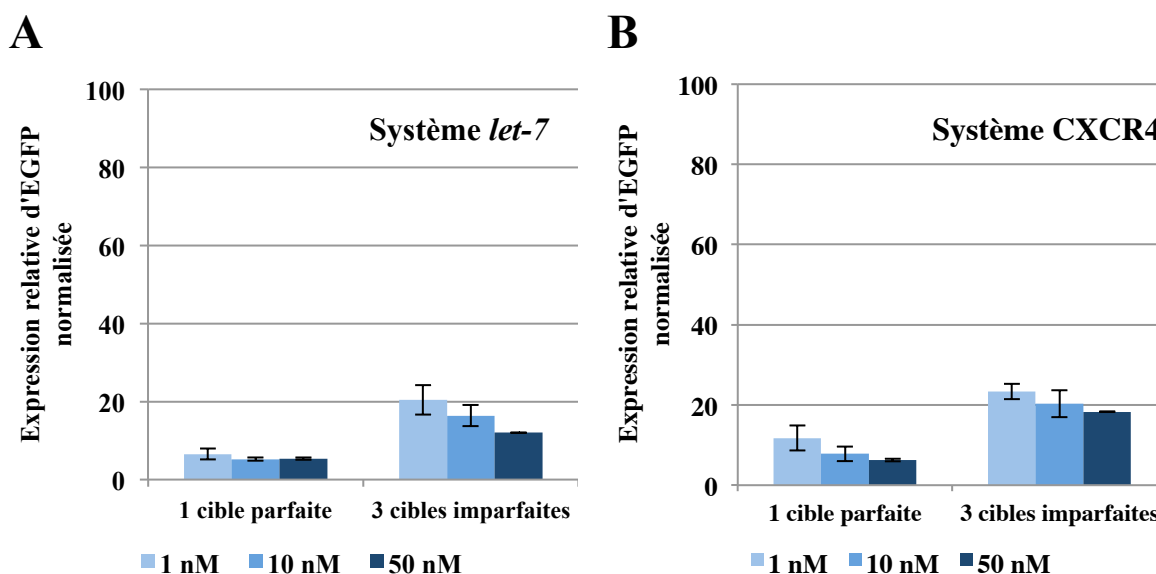 A
Expression relative d'EGFP
normalisée
100
80
60
40
20
0
Système let-7
1 cible parfaite
3 cibles imparfaites
1 nM
10 nM
50 nM
B
Expression relative d'EGFP
normalisée
100
80
60
40
20
0
Système CXCR4
1 cible parfaite
3 cibles imparfaites
1 nM
10 nM
50 nM